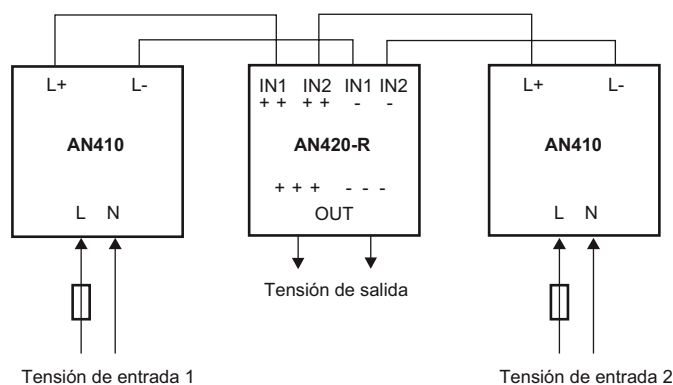 L+ L-
AN410
L N
Tensión de entrada 1
IN1 IN2 IN1 IN2
+ + + + - -
AN420-R
+ + + - - -
OUT
Tensión de salida
L+ L-
AN410
L N
Tensión de entrada 2